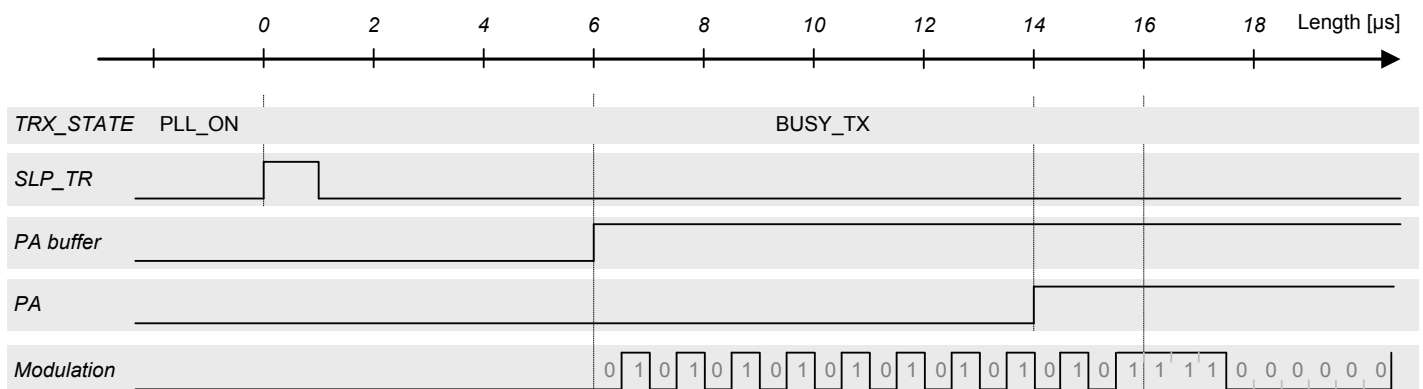 0 2 4 6 8 10 12 14 16 18 Length [µs]
TRX_STATE PLL_ON BUSY_TX
SLP_TR
PA buffer
PA
Modulation 0 1 0 1 0 1 0 1 0 1 0 1 0 1 0 1 0 1 0 1 1 1 1 0 0 0 0 0 0